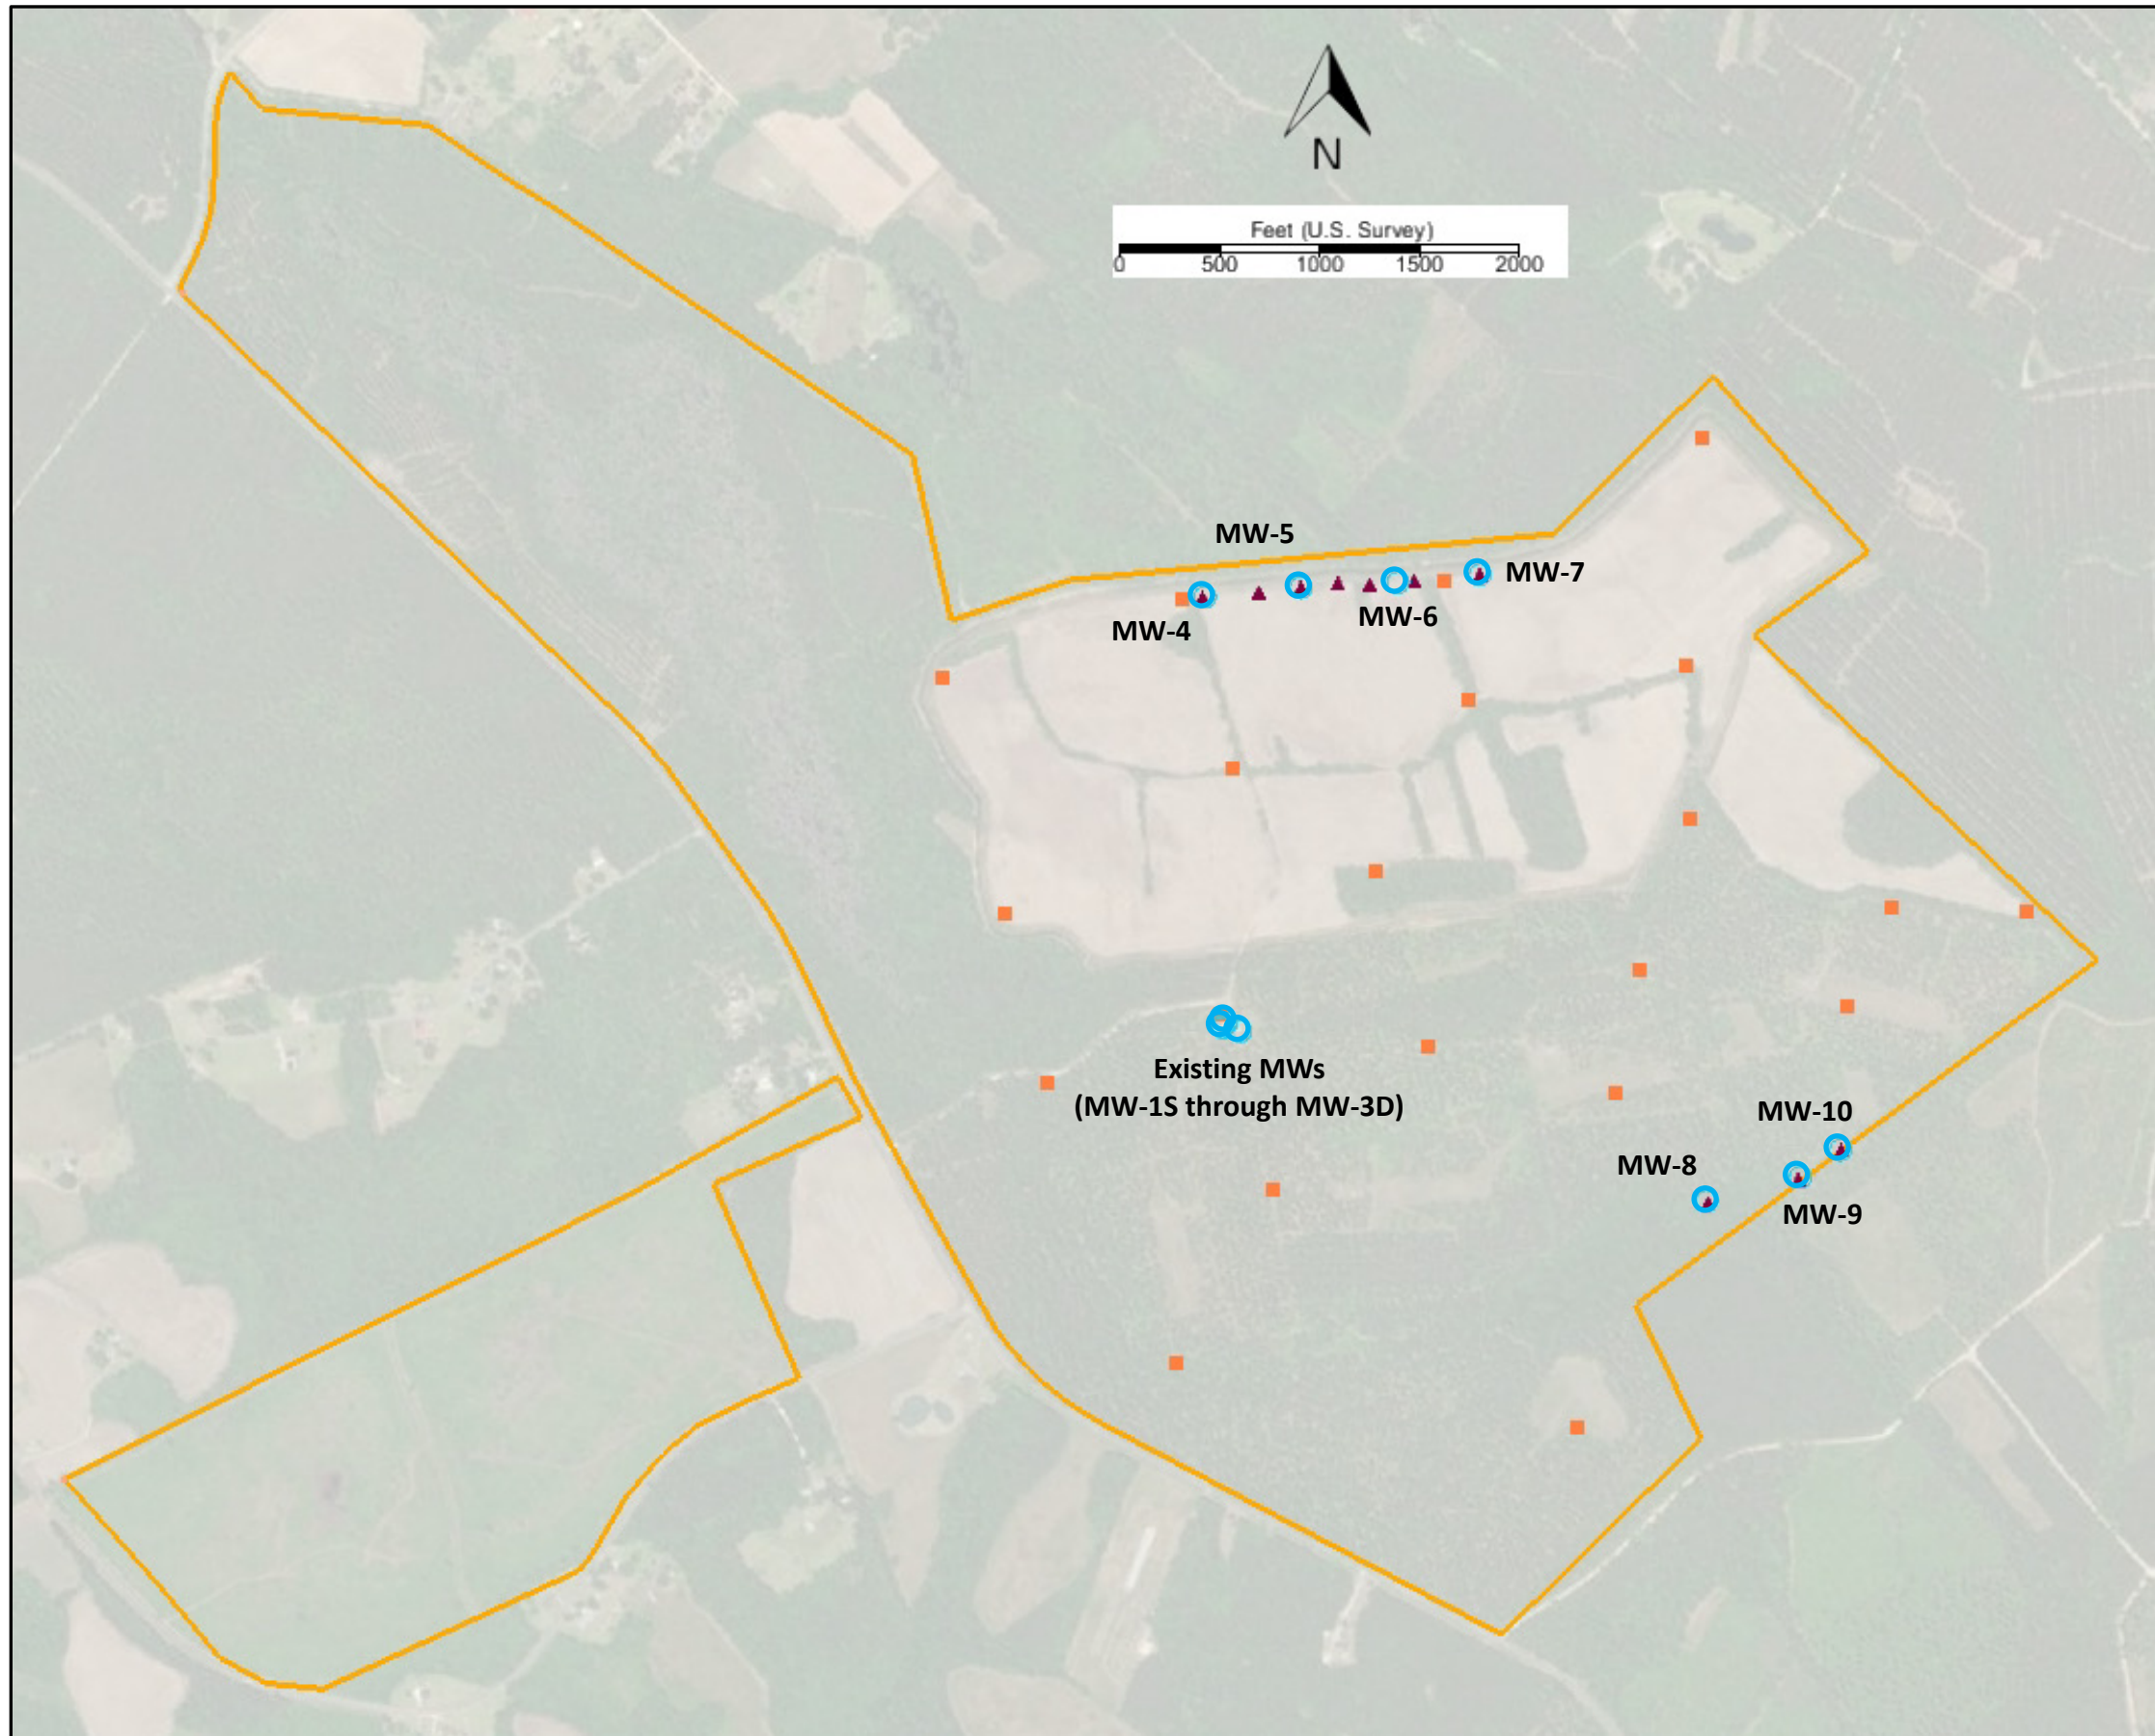 N
Feet (U.S. Survey)
0 500 1000 1500 2000
MW-5
MW-7
MW-6
MW-4
Existing MWs
(MW-1S through MW-3D)
MW-10
MW-8
MW-9